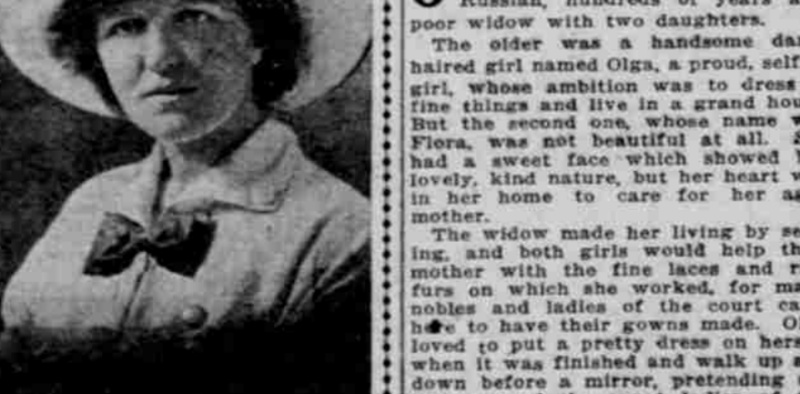 Russian, hundreds of years a
poor widow with two daughters.
The older was a handsome da
haired girl named Olga, a proud, self
girl, whose ambition was to dress
fine things and live in a grand hou
But the second one, whose name w
Flora, was not beautiful at all. S
had a sweet face which showed
lovely, kind nature, but her heart w
in her home to care for her a
mother.
The widow made her living by se
ing, and both girls would help th
mother with the fine laces and r
furs on which she worked, for ma
nobles and ladies of the court ca
here to have their gowns made. O
loved to put a pretty dress on hers
when it was finished and walk up a
down before a mirror, pretending